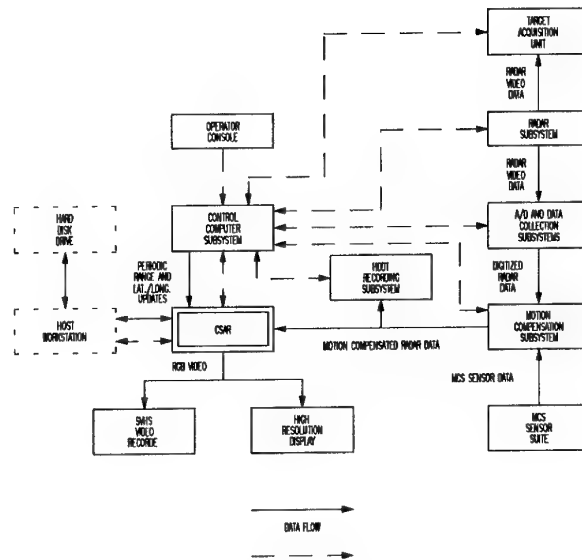 TARGET
ACQUISITION
UNIT
RADAR
VIDEO
DATA
OPERATOR
CONSOLE
RADAR
SUBSYSTEM
RADAR
VIDEO
DATA
HARD
DISK
DRIVE
CONTROL
COMPUTER
SUBSYSTEM
A/D AND DATA
COLLECTION
SUBSYSTEMS
PERIODIC
RANGE AND
LAT./LONG.
UPDATES
HDDT
RECORDING
SUBSYSTEM
DIGITIZED
RADAR
DATA
HOST
WORKSTATION
CSAR
MOTION COMPENSATED RADAR DATA
MOTION
COMPENSATION
SUBSYSTEM
RGB VIDEO
MCS SENSOR DATA
SVHS
VIDEO
RECORDE
HIGH
RESOLUTION
DISPLAY
MCS
SENSOR
SUITE
DATA FLOW